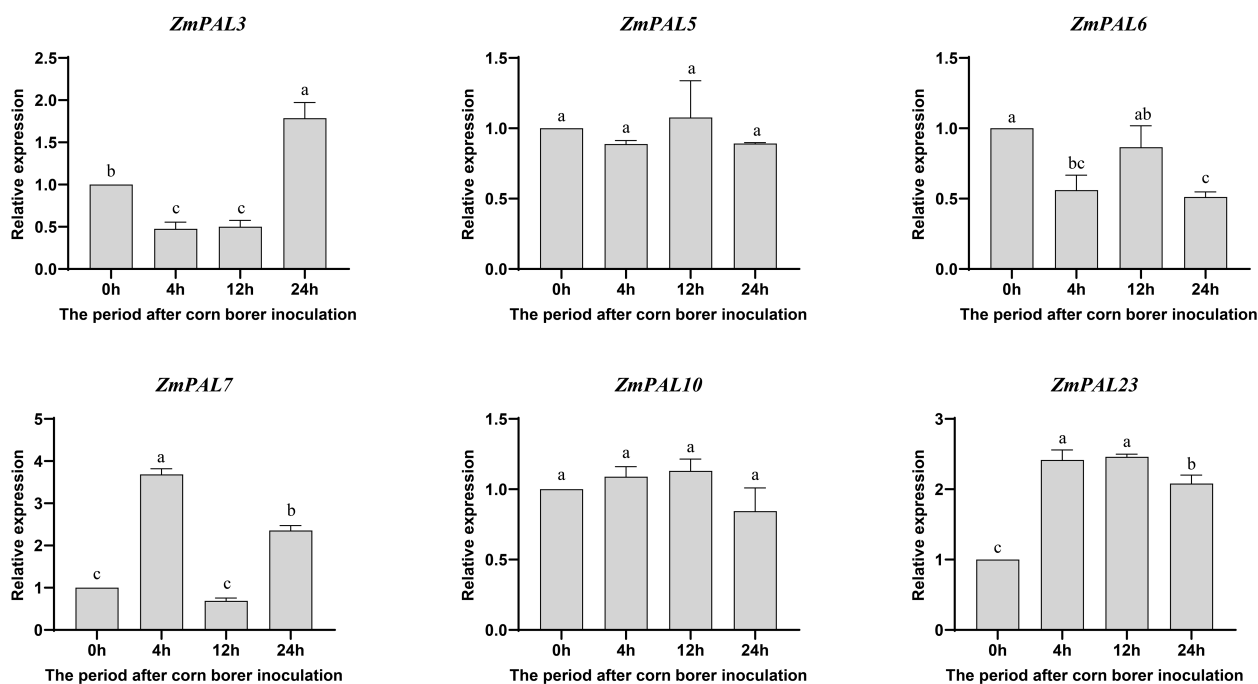 ZmPAL3
2.5
2.0
1.5
1.0
0.5
0.0
Relative expression
b
c
c
a
0h 4h 12h 24h
The period after corn borer inoculation
ZmPAL5
1.5
1.0
0.5
0.0
Relative expression
a
a
a
a
0h 4h 12h 24h
The period after corn borer inoculation
ZmPAL6
1.5
1.0
0.5
0.0
Relative expression
a
bc
ab
c
0h 4h 12h 24h
The period after corn borer inoculation
ZmPAL7
5
4
3
2
1
0
Relative expression
c
a
c
b
0h 4h 12h 24h
The period after corn borer inoculation
ZmPAL10
1.5
1.0
0.5
0.0
Relative expression
a
a
a
a
0h 4h 12h 24h
The period after corn borer inoculation
ZmPAL23
3
2
1
0
Relative expression
c
a
a
b
0h 4h 12h 24h
The period after corn borer inoculation